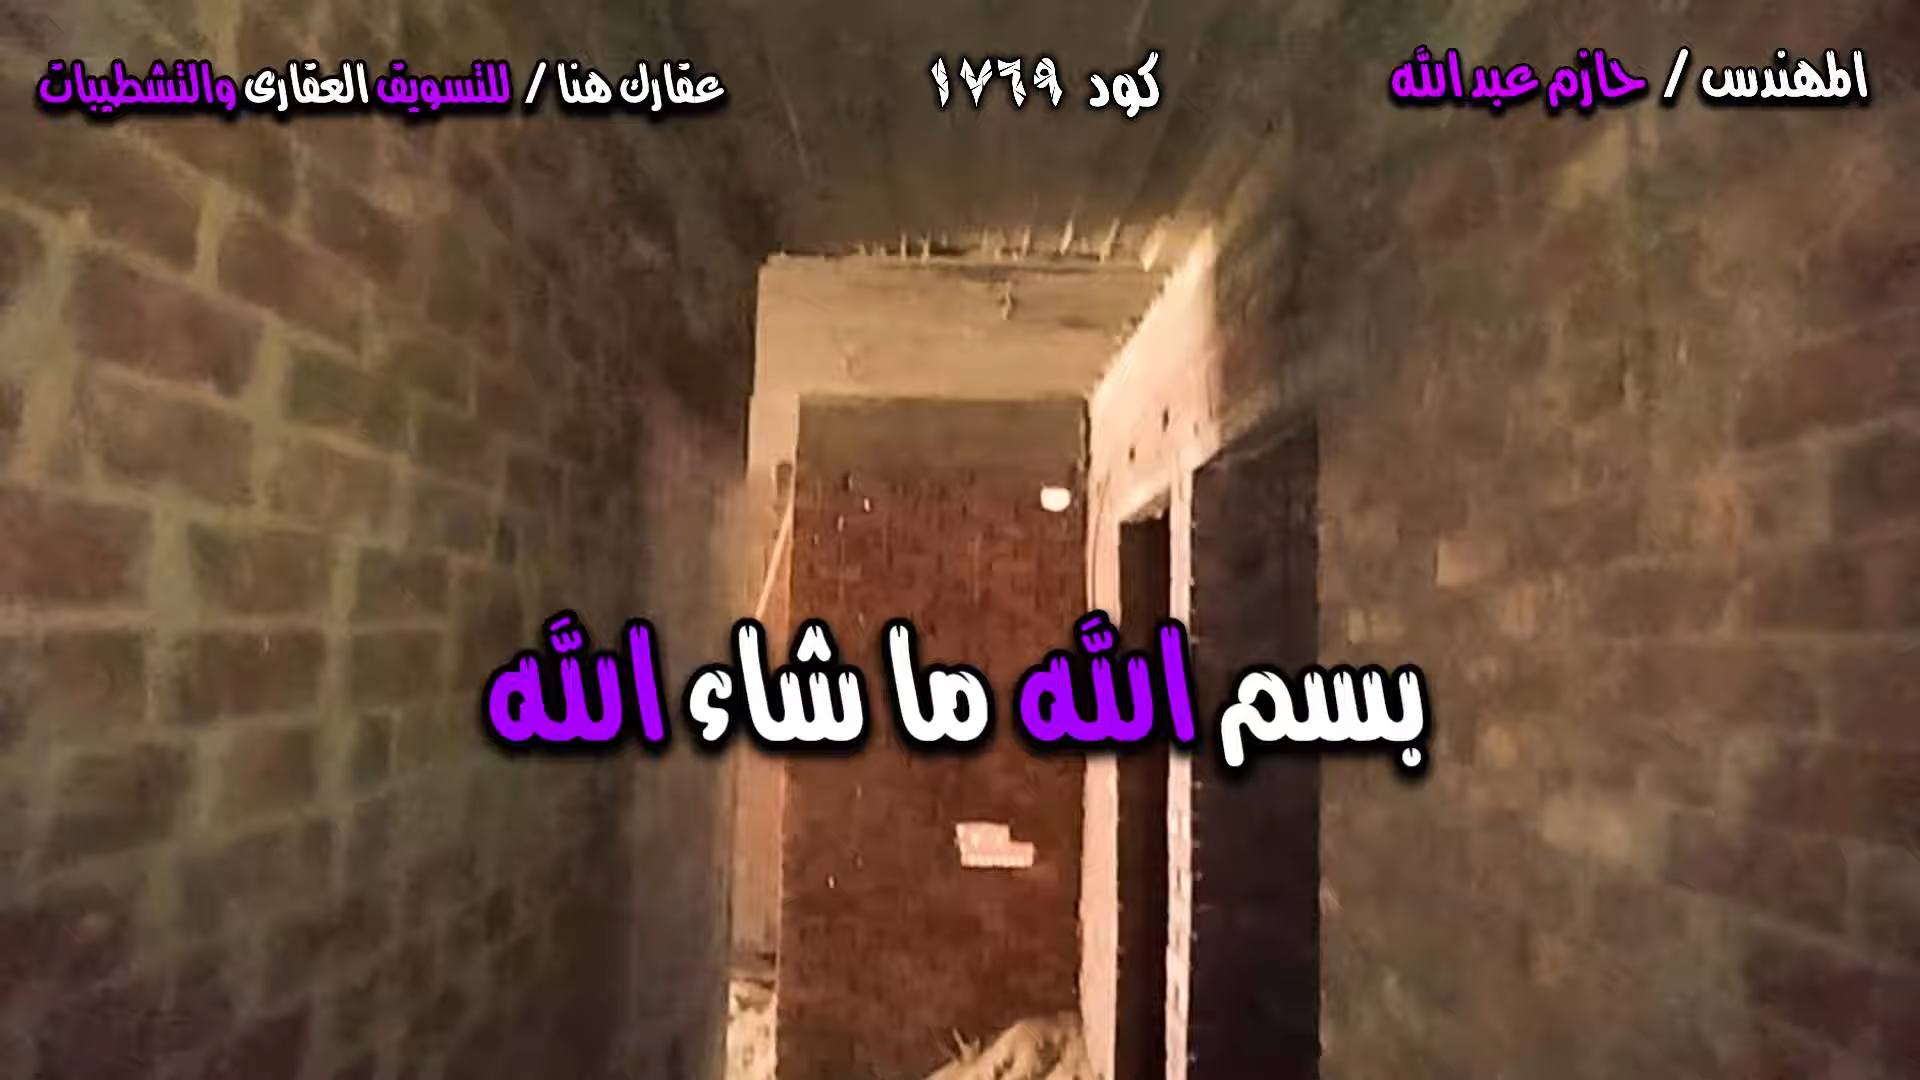 المهندس / حازم عبد الله
كود ١٧٦٩
عقارك هنا / للتسويق العقارى والتشطيبات
بسم الله ما شاء الله